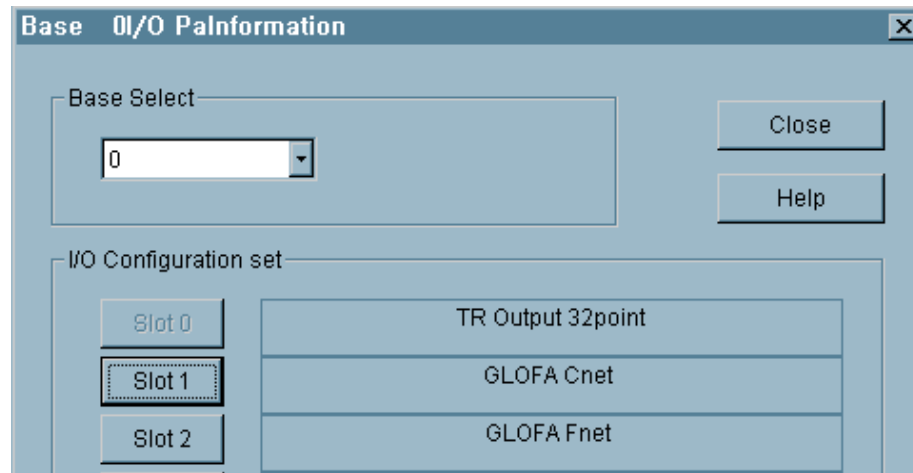 Base 0I/O PaInformation
Base Select
0
Close
Help
I/O Configuration set
Slot 0
TR Output 32point
Slot 1
GLOFA Cnet
Slot 2
GLOFA Fnet